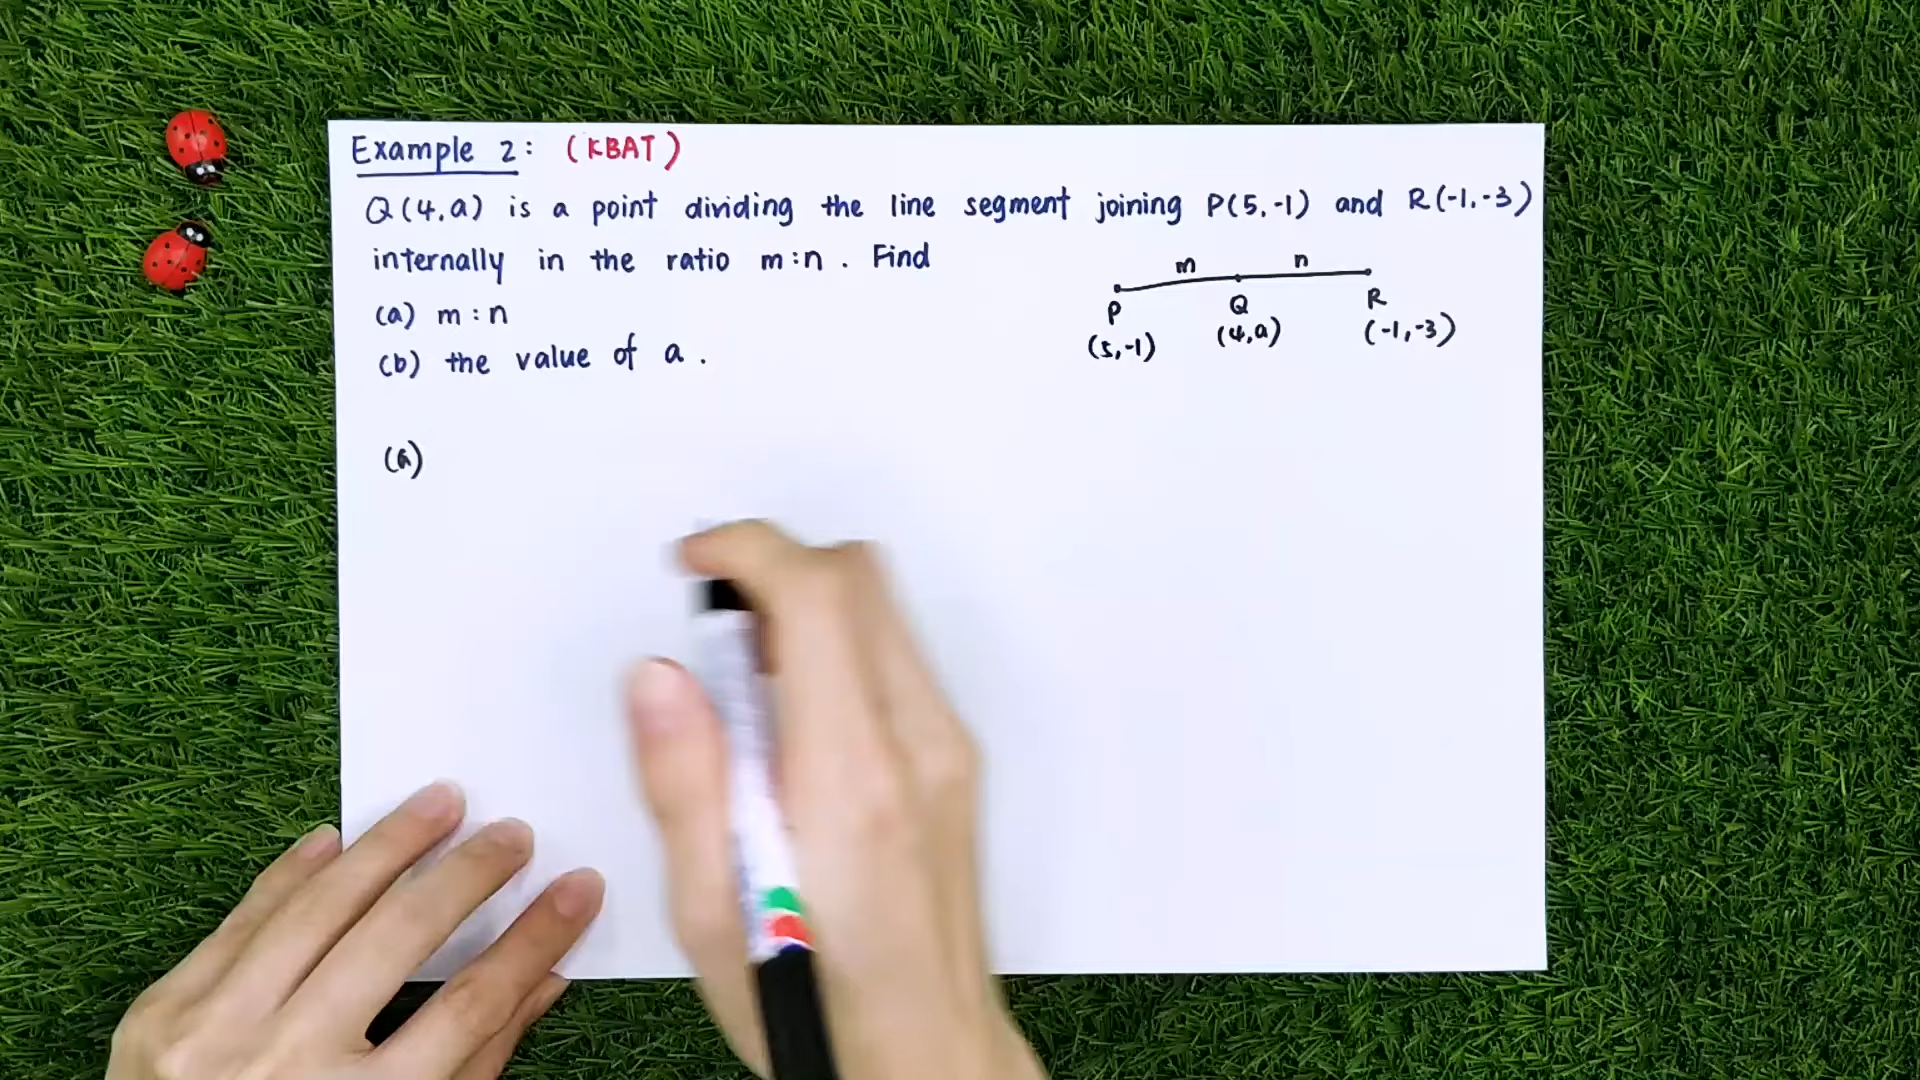 Example 2: (KBAT)
Q(4,a) is a point dividing the line segment joining P(5,-1) and R(-1,-3)
internally in the ratio m:n. Find
(a) m:n
(b) the value of a.
m n
P Q R
(5,-1) (4,a) (-1,-3)
(a)